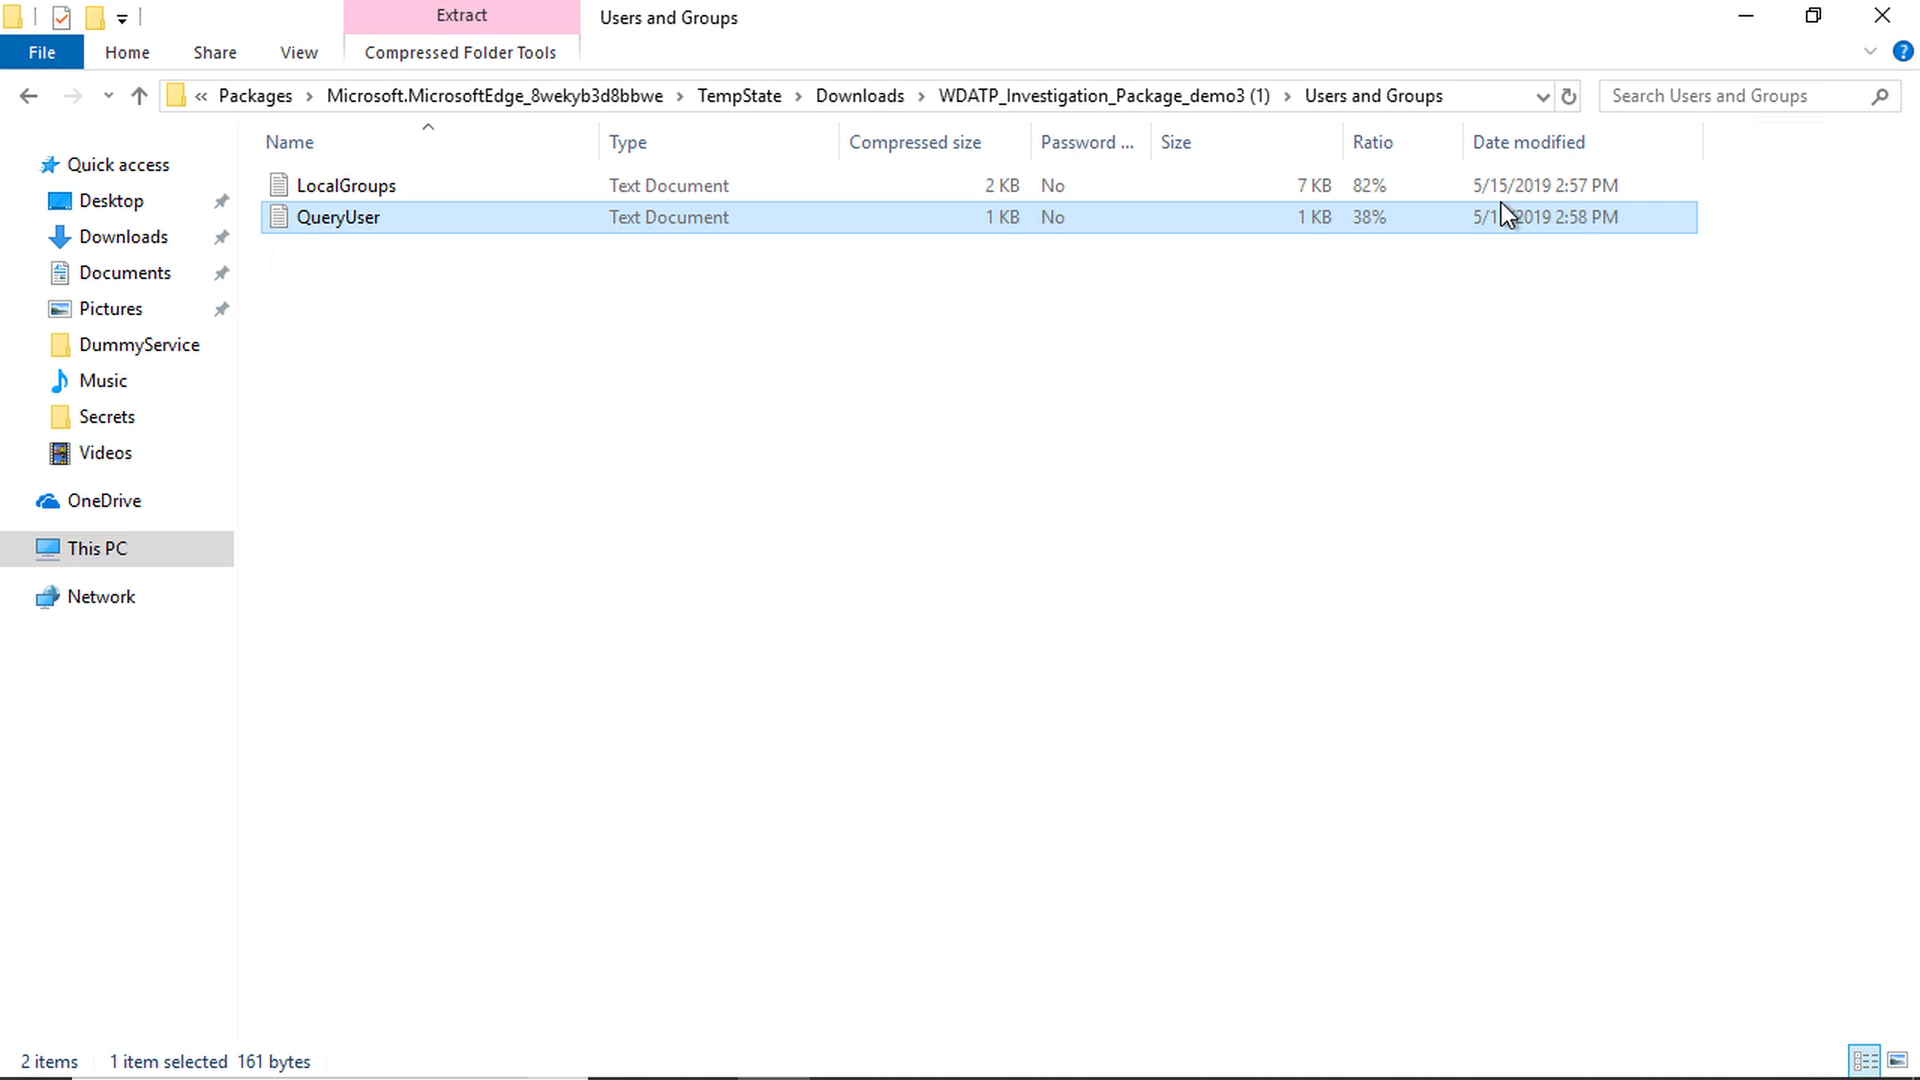 Extract
Users and Groups
File
Home
Share
View
Compressed Folder Tools
« Packages > Microsoft.MicrosoftEdge_8wekyb3d8bbwe > TempState > Downloads > WDATP_Investigation_Package_demo3 (1) > Users and Groups
Search Users and Groups
Name Type Compressed size Password ... Size Ratio Date modified
LocalGroups Text Document 2 KB No 7 KB 82% 5/15/2019 2:57 PM
QueryUser Text Document 1 KB No 1 KB 38% 2019 2:58 PM
Quick access
Desktop
Downloads
Documents
Pictures
DummyService
Music
Secrets
Videos
OneDrive
This PC
Network
2 items 1 item selected 161 bytes